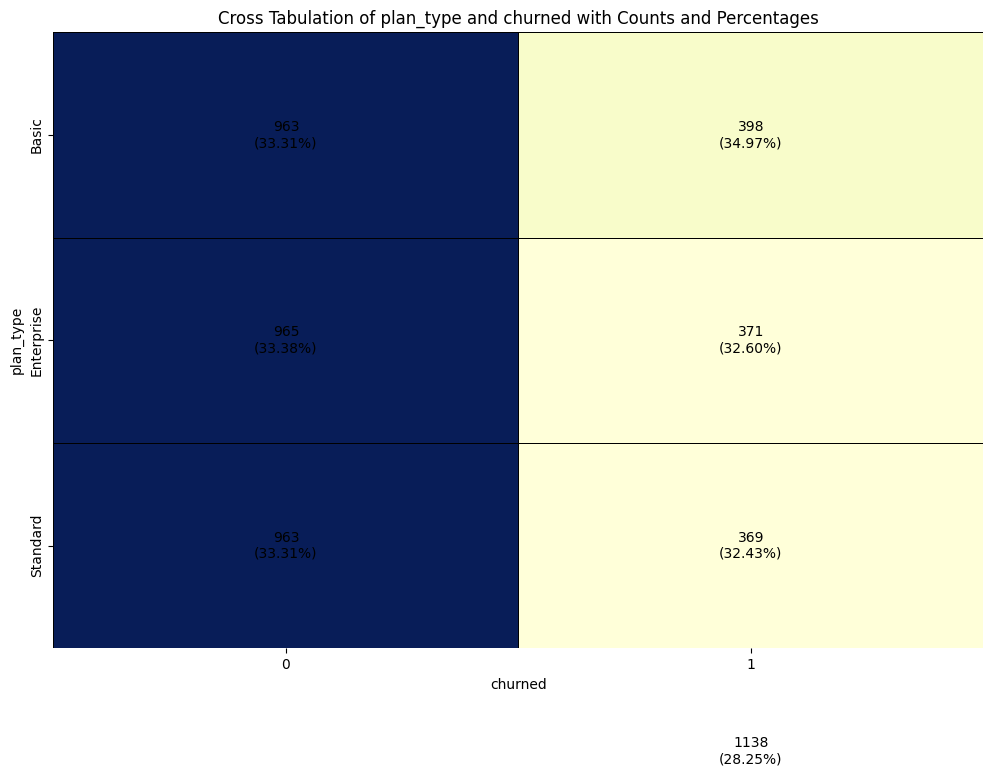 Cross Tabulation of plan_type and churned with Counts and Percentages
plan_type
Basic
963
(33.31%)
398
(34.97%)
Enterprise
965
(33.38%)
371
(32.60%)
Standard
963
(33.31%)
369
(32.43%)
0
1
churned
1138
(28.25%)